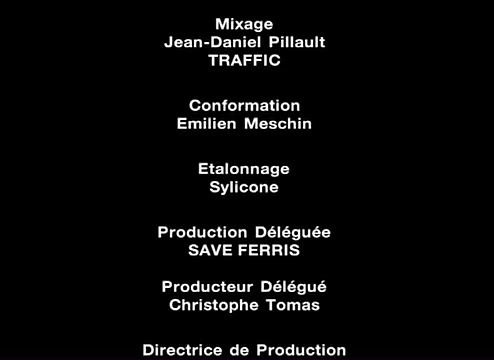 Mixage
Jean-Daniel Pillault
TRAFFIC
Conformation
Emilien Meschin
Etalonnage
Sylicone
Production Déléguée
SAVE FERRIS
Producteur Délégué
Christophe Tomas
Directrice de Production